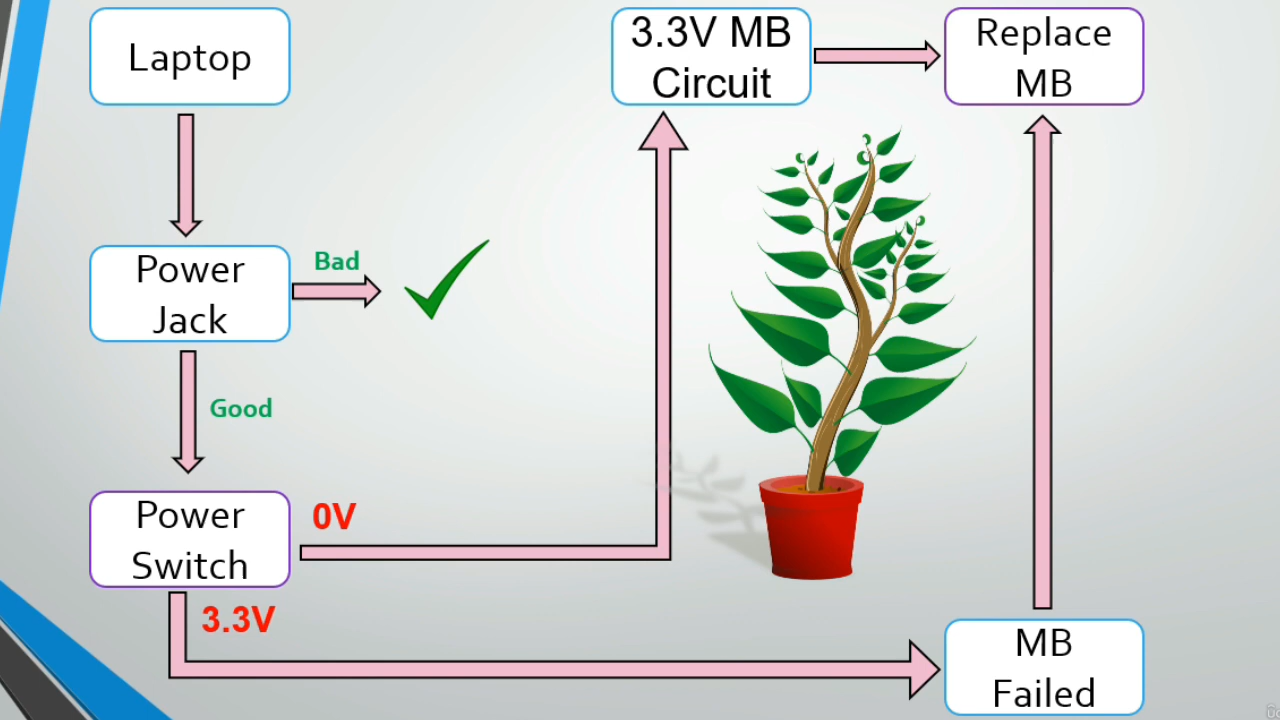 Laptop
3.3V MB
Circuit
Replace
MB
Power
Jack
Bad
Good
Power
Switch
0V
3.3V
MB
Failed